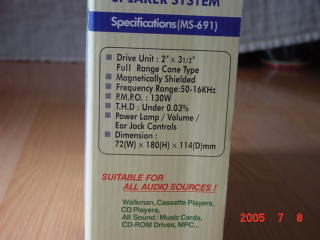 SPEAKER SYSTEM
Specifications(MS-691)
■ Drive Unit : 2" × 3 1/2"
Full Range Cone Type
■ Magnetically Shielded
■ Frequency Range:50-16KHz
■ P.M.P.O. : 130W
■ T.H.D : Under 0.03%
■ Power Lamp / Volume /
Ear Jack Controls
■ Dimension :
72(W) × 180(H) × 114(D)mm
SUITABLE FOR
ALL AUDIO SOURCES !
Walkman, Cassette Players,
CD Players,
All Sound / Music Cards,
CD-ROM Drives, MPC...
2005 7 8